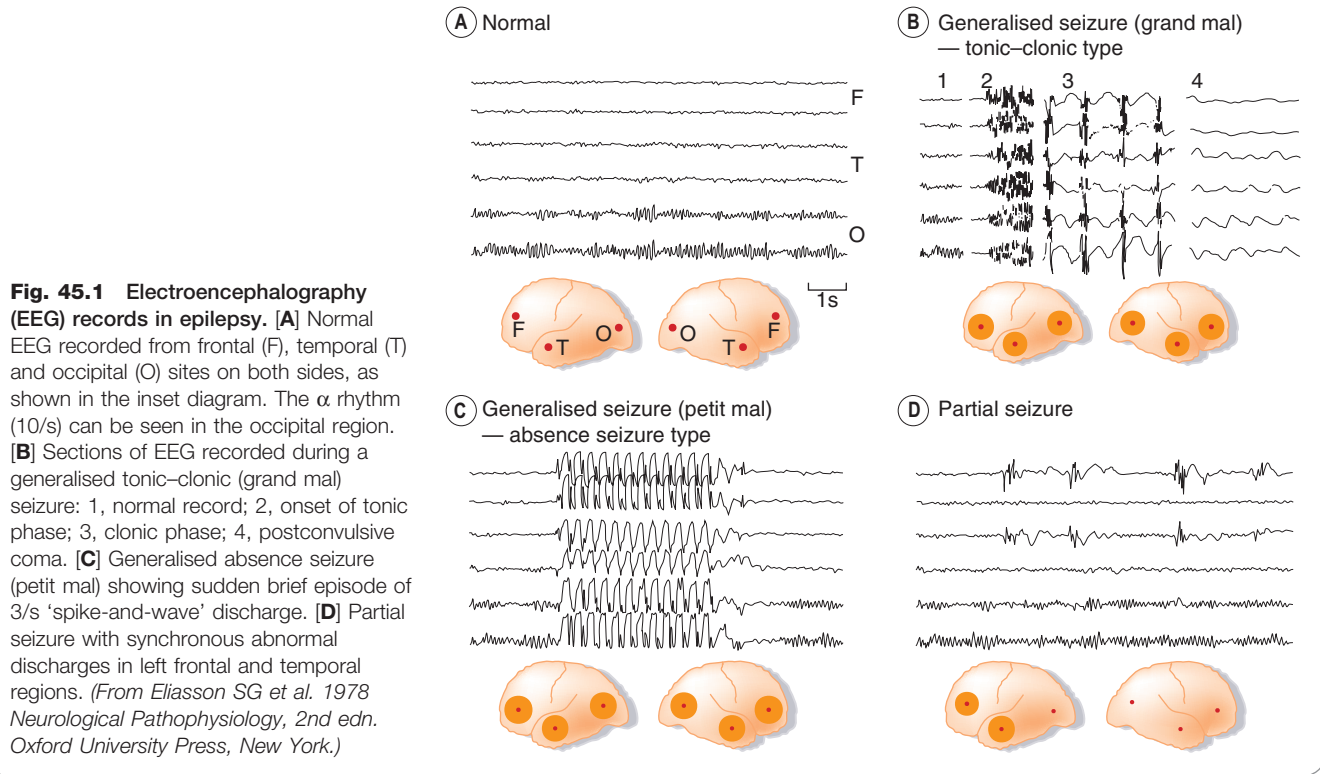 Fig. 45.1 Electroencephalography
(EEG) records in epilepsy. [A] Normal
EEG recorded from frontal (F), temporal (T)
and occipital (O) sites on both sides, as
shown in the inset diagram. The α rhythm
(10/s) can be seen in the occipital region.
[B] Sections of EEG recorded during a
generalised tonic–clonic (grand mal)
seizure: 1, normal record; 2, onset of tonic
phase; 3, clonic phase; 4, postconvulsive
coma. [C] Generalised absence seizure
(petit mal) showing sudden brief episode of
3/s ‘spike-and-wave’ discharge. [D] Partial
seizure with synchronous abnormal
discharges in left frontal and temporal
regions. (From Eliasson SG et al. 1978
Neurological Pathophysiology, 2nd edn.
Oxford University Press, New York.)
A Normal
F
T
O
1s
F T O
O T F
B Generalised seizure (grand mal)
— tonic–clonic type
1 2 3 4
C Generalised seizure (petit mal)
— absence seizure type
D Partial seizure